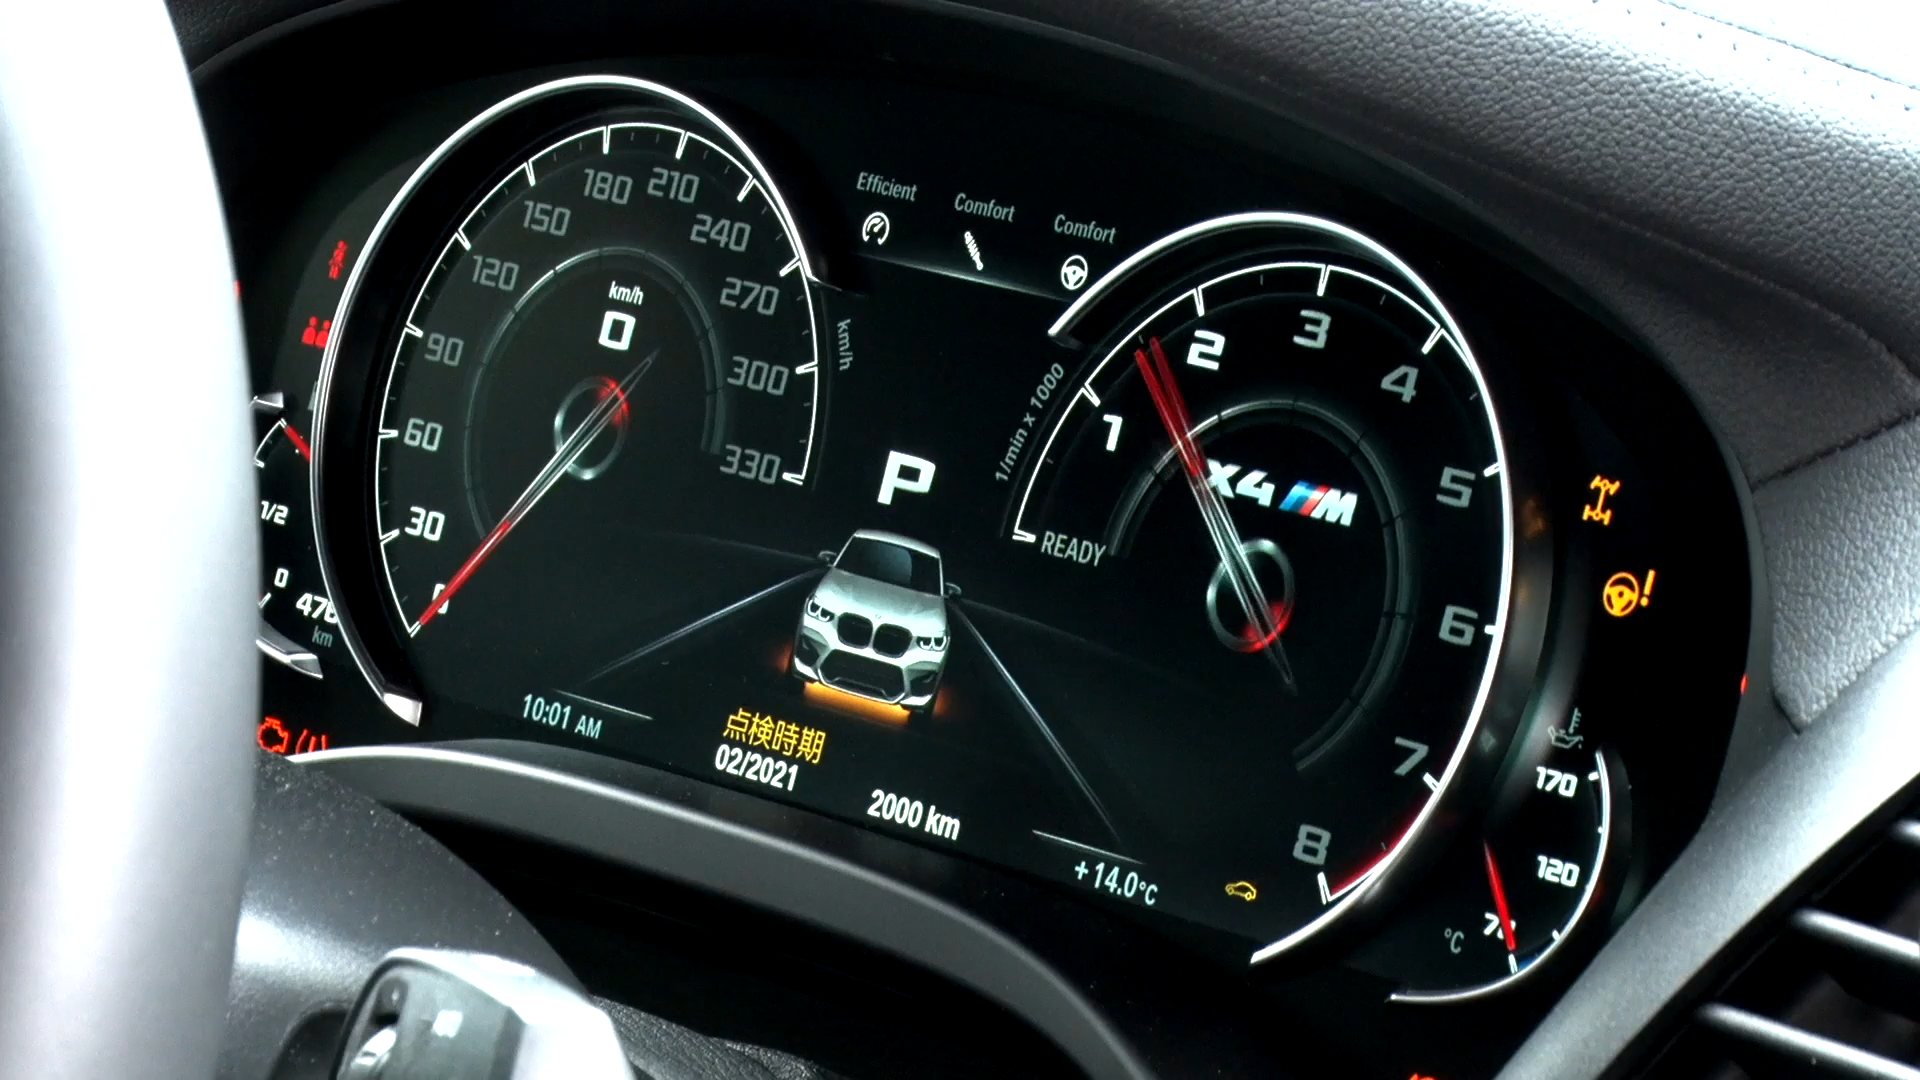 Efficient
Comfort
Comfort
0
30
60
90
120
150
180
210
240
270
300
330
km/h
0
km/h
P
1/min x 1000
READY
1
2
3
4
5
6
7
8
X4 M
1/2
0
km
10:01 AM
点検時期
02/2021
2000 km
+14.0°C
170
120
°C